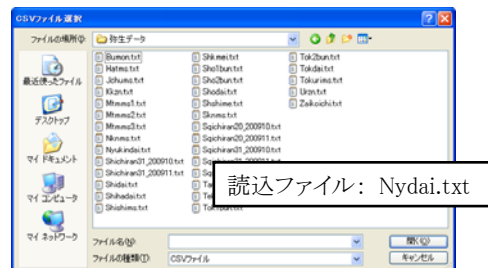 CSVファイル選択
ファイルの場所(I):
弥生データ
最近使ったファイル
デスクトップ
マイ ドキュメント
マイ コンピュータ
マイ ネットワーク
Bumon.txt
Hatms.txt
Jchums.txt
Kkzn.txt
Mtmms1.txt
Mtmms2.txt
Mtmms3.txt
Nknms.txt
Nyukindai.txt
Shichiran31_200910.txt
Shichiran31_200911.txt
Shidai.txt
Shihadai.txt
Shishims.txt
Shkmei.txt
Sho1bun.txt
Sho2bun.txt
Shodai.txt
Shshime.txt
Sknms.txt
Sqichiran20_200910.txt
Sqichiran20_200911.txt
Sqichiran31_200910.txt
Tok2bun.txt
Tokdai.txt
Tokurims.txt
Urzn.txt
Zaikoichi.txt
読込ファイル: Nydai.txt
ファイル名(N):
ファイルの種類(T):
CSVファイル
開く(O)
キャンセル